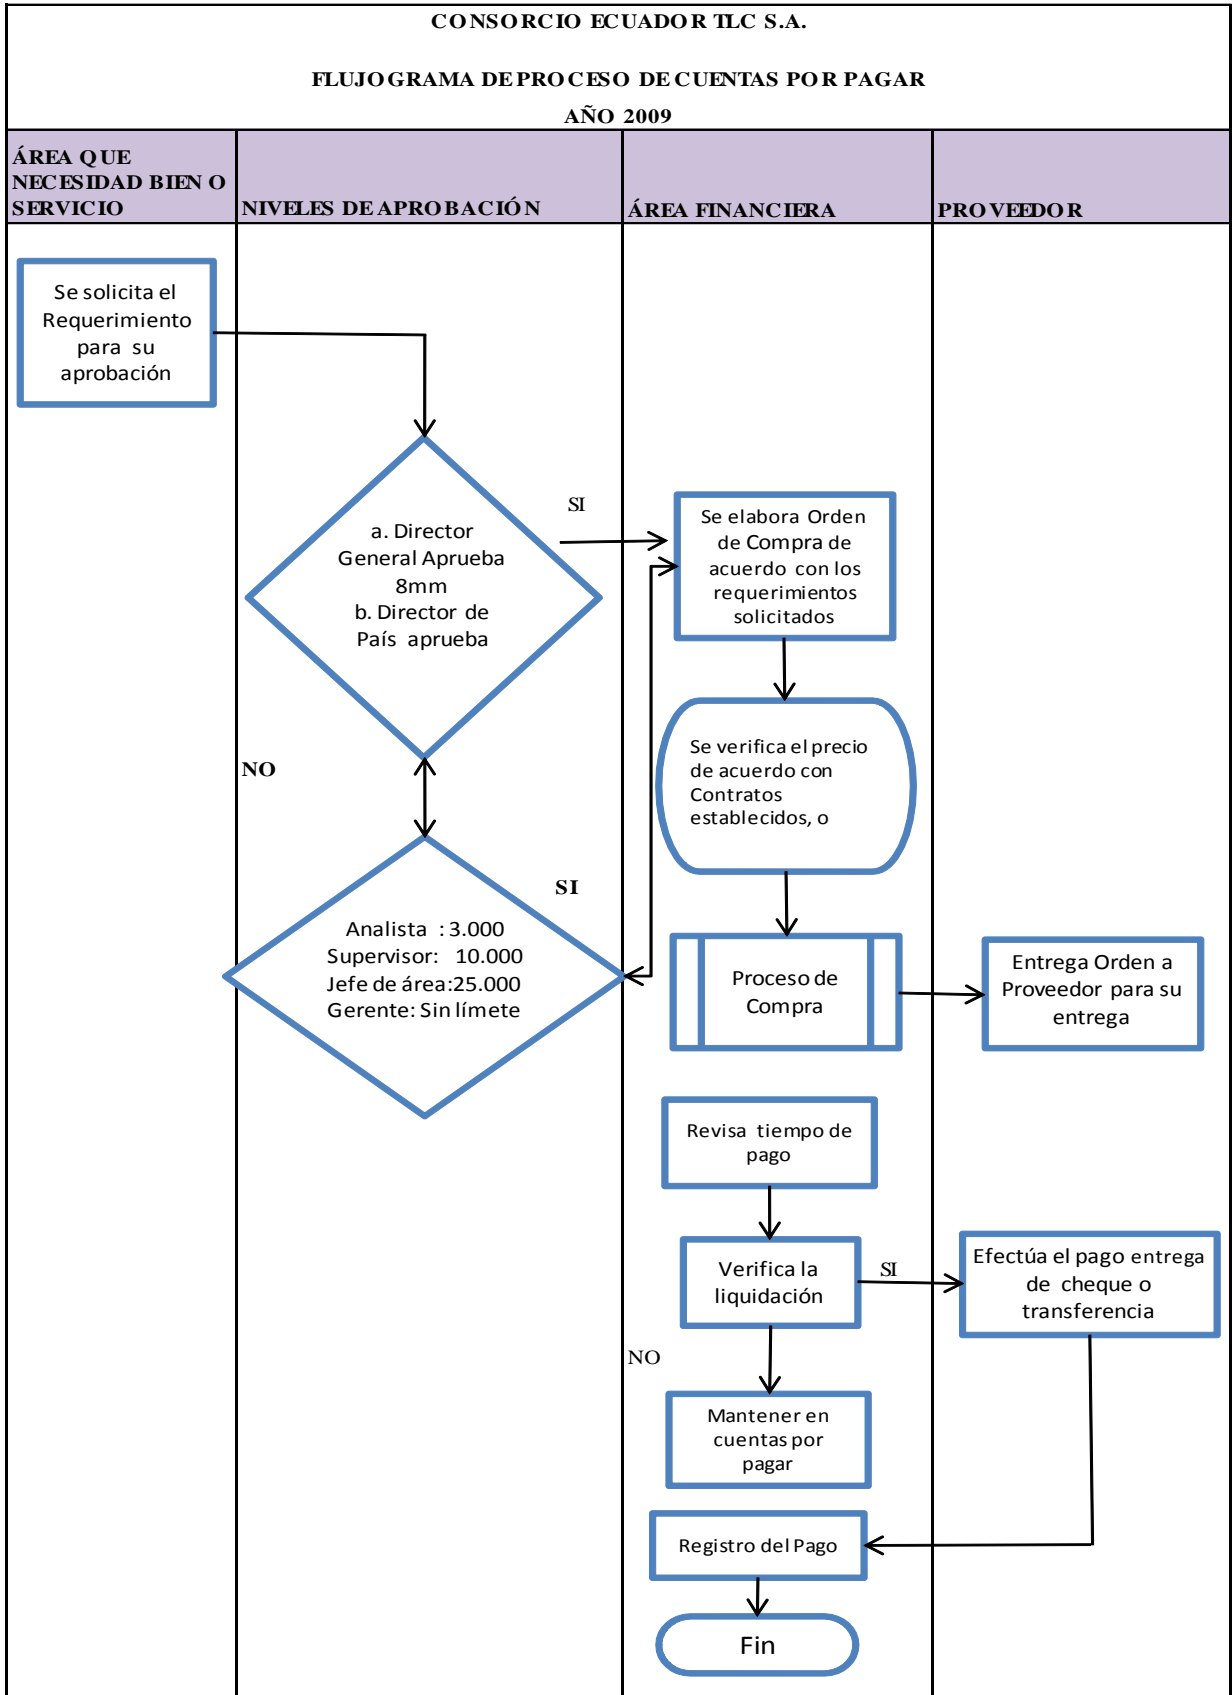 CONSORCIO ECUADOR TLC S.A.
FLUJOGRAMA DE PROCESO DE CUENTAS POR PAGAR
AÑO 2009
ÁREA QUE
NECESIDAD BIEN O
SERVICIO
NIVELES DE APROBACIÓN
ÁREA FINANCIERA
PROVEEDOR
Se solicita el
Requerimiento
para su
aprobación
a. Director
General Aprueba
8mm
b. Director de
País aprueba
SI
Se elabora Orden
de Compra de
acuerdo con los
requerimientos
solicitados
Se verifica el precio
de acuerdo con
Contratos
establecidos, o
NO
SI
Analista : 3.000
Supervisor: 10.000
Jefe de área:25.000
Gerente: Sin límete
Proceso de
Compra
Entrega Orden a
Proveedor para su
entrega
Revisa tiempo de
pago
Verifica la
liquidación
SI
Efectúa el pago entrega
de cheque o
transferencia
NO
Mantener en
cuentas por
pagar
Registro del Pago
Fin